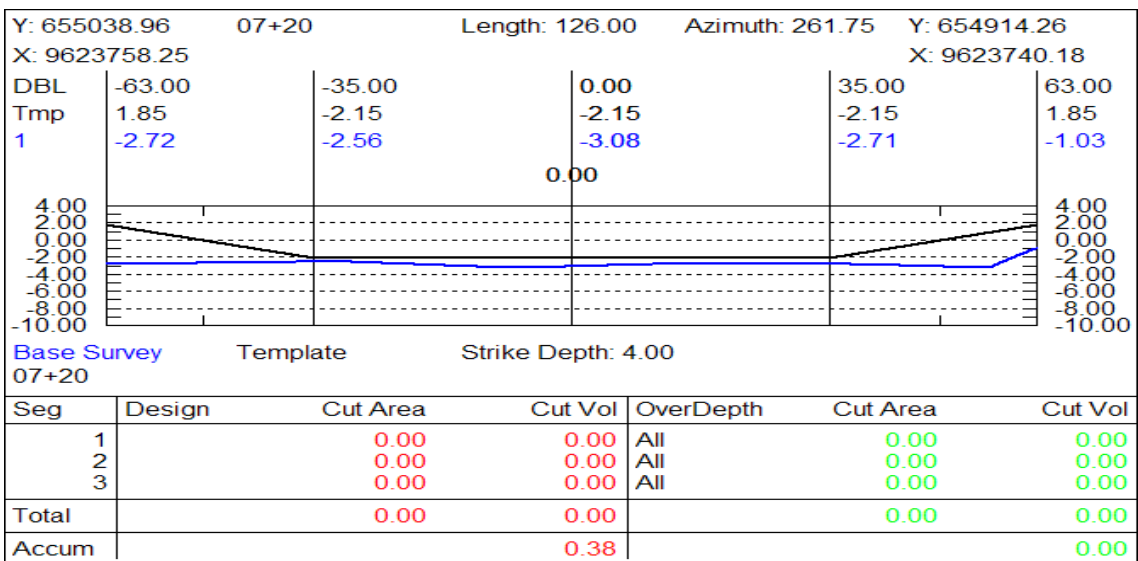 Y: 655038.96 07+20 Length: 126.00 Azimuth: 261.75 Y: 654914.26
X: 9623758.25 X: 9623740.18
DBL -63.00 -35.00 0.00 35.00 63.00
Tmp 1.85 -2.15 -2.15 -2.15 1.85
1 -2.72 -2.56 -3.08 -2.71 -1.03
0.00
4.00 4.00
2.00 2.00
0.00 0.00
-2.00 -2.00
-4.00 -4.00
-6.00 -6.00
-8.00 -8.00
-10.00 -10.00
Base Survey Template Strike Depth: 4.00
07+20
Seg Design Cut Area Cut Vol OverDepth Cut Area Cut Vol
1 0.00 0.00 All 0.00 0.00
2 0.00 0.00 All 0.00 0.00
3 0.00 0.00 All 0.00 0.00
Total 0.00 0.00 0.00 0.00
Accum 0.38 0.00